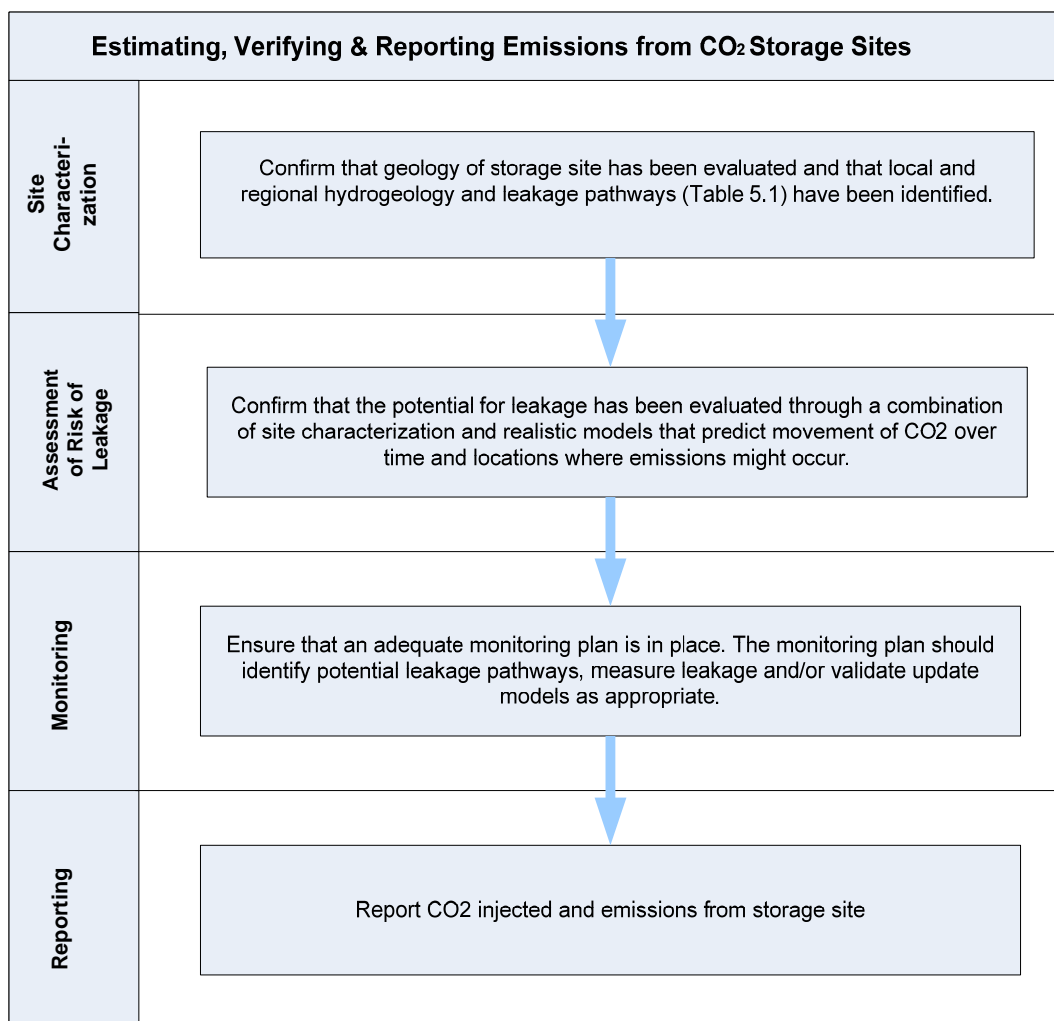 Estimating, Verifying & Reporting Emissions from CO₂ Storage Sites
Site
Characteri-
zation
Confirm that geology of storage site has been evaluated and that local and
regional hydrogeology and leakage pathways (Table 5.1) have been identified.
Assessment
of Risk of
Leakage
Confirm that the potential for leakage has been evaluated through a combination
of site characterization and realistic models that predict movement of CO2 over
time and locations where emissions might occur.
Monitoring
Ensure that an adequate monitoring plan is in place. The monitoring plan should
identify potential leakage pathways, measure leakage and/or validate update
models as appropriate.
Reporting
Report CO2 injected and emissions from storage site